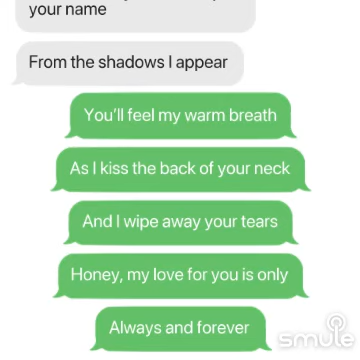 your name
From the shadows I appear
You'll feel my warm breath
As I kiss the back of your neck
And I wipe away your tears
Honey, my love for you is only
Always and forever
smule